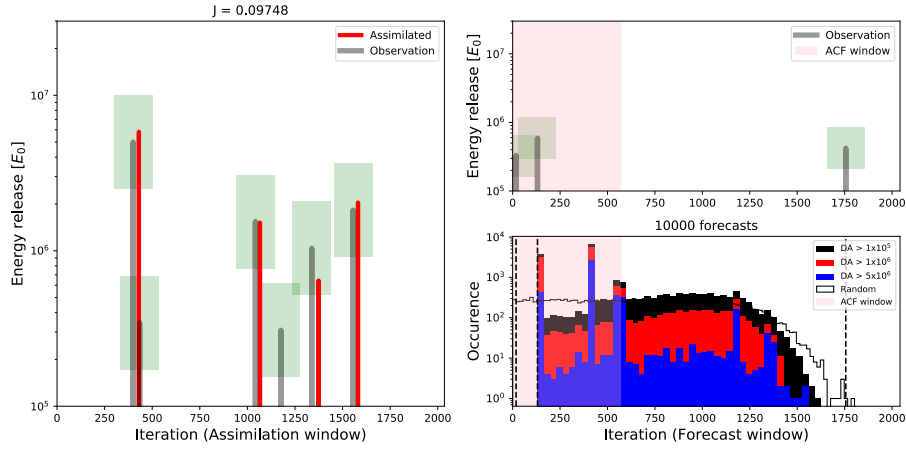 J = 0.09748
Energy release [E0]
10^7
10^6
10^5
Assimilated
Observation
0 250 500 750 1000 1250 1500 1750 2000
Iteration (Assimilation window)
Energy release [E0]
10^7
10^6
10^5
Observation
ACF window
0 250 500 750 1000 1250 1500 1750 2000
10000 forecasts
Occurence
10^4
10^3
10^2
10^1
10^0
DA > 1x10^5
DA > 1x10^6
DA > 5x10^6
Random
ACF window
0 250 500 750 1000 1250 1500 1750 2000
Iteration (Forecast window)